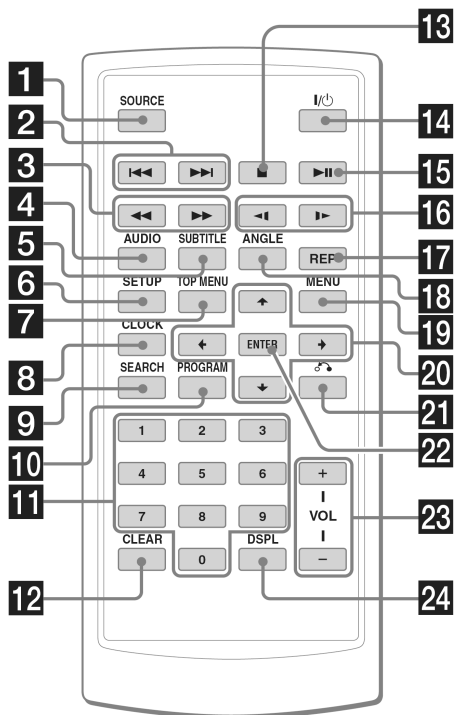 13
1
SOURCE
I/⏻
2
14
3
15
4
16
AUDIO
SUBTITLE
ANGLE
5
REP
17
6
SETUP
TOP MENU
MENU
18
7
19
CLOCK
8
ENTER
20
SEARCH
PROGRAM
9
21
10
22
1 2 3
11
4 5 6
+
VOL
23
7 8 9
CLEAR
0
DSPL
–
12
24